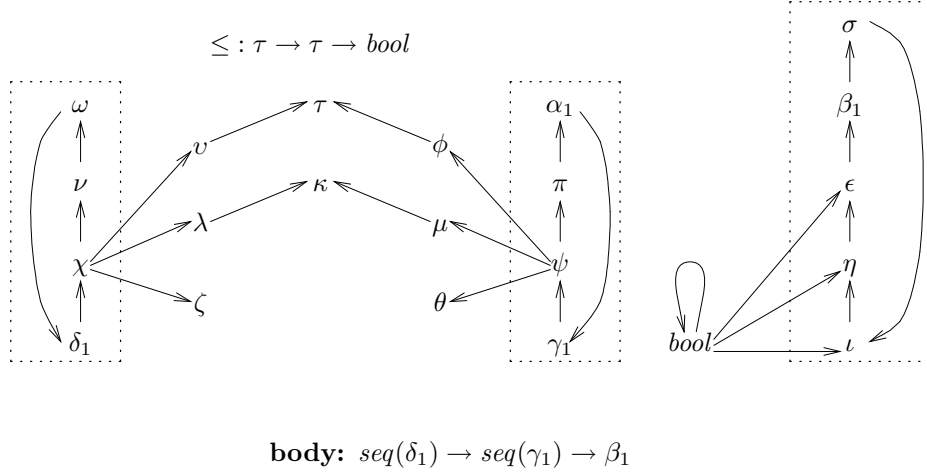 σ
≤ : τ → τ → bool
ω τ α₁ β₁
υ φ
ν κ π ϵ
λ μ
χ ψ η
ζ θ
δ₁ γ₁ bool ι
body: seq(δ₁) → seq(γ₁) → β₁